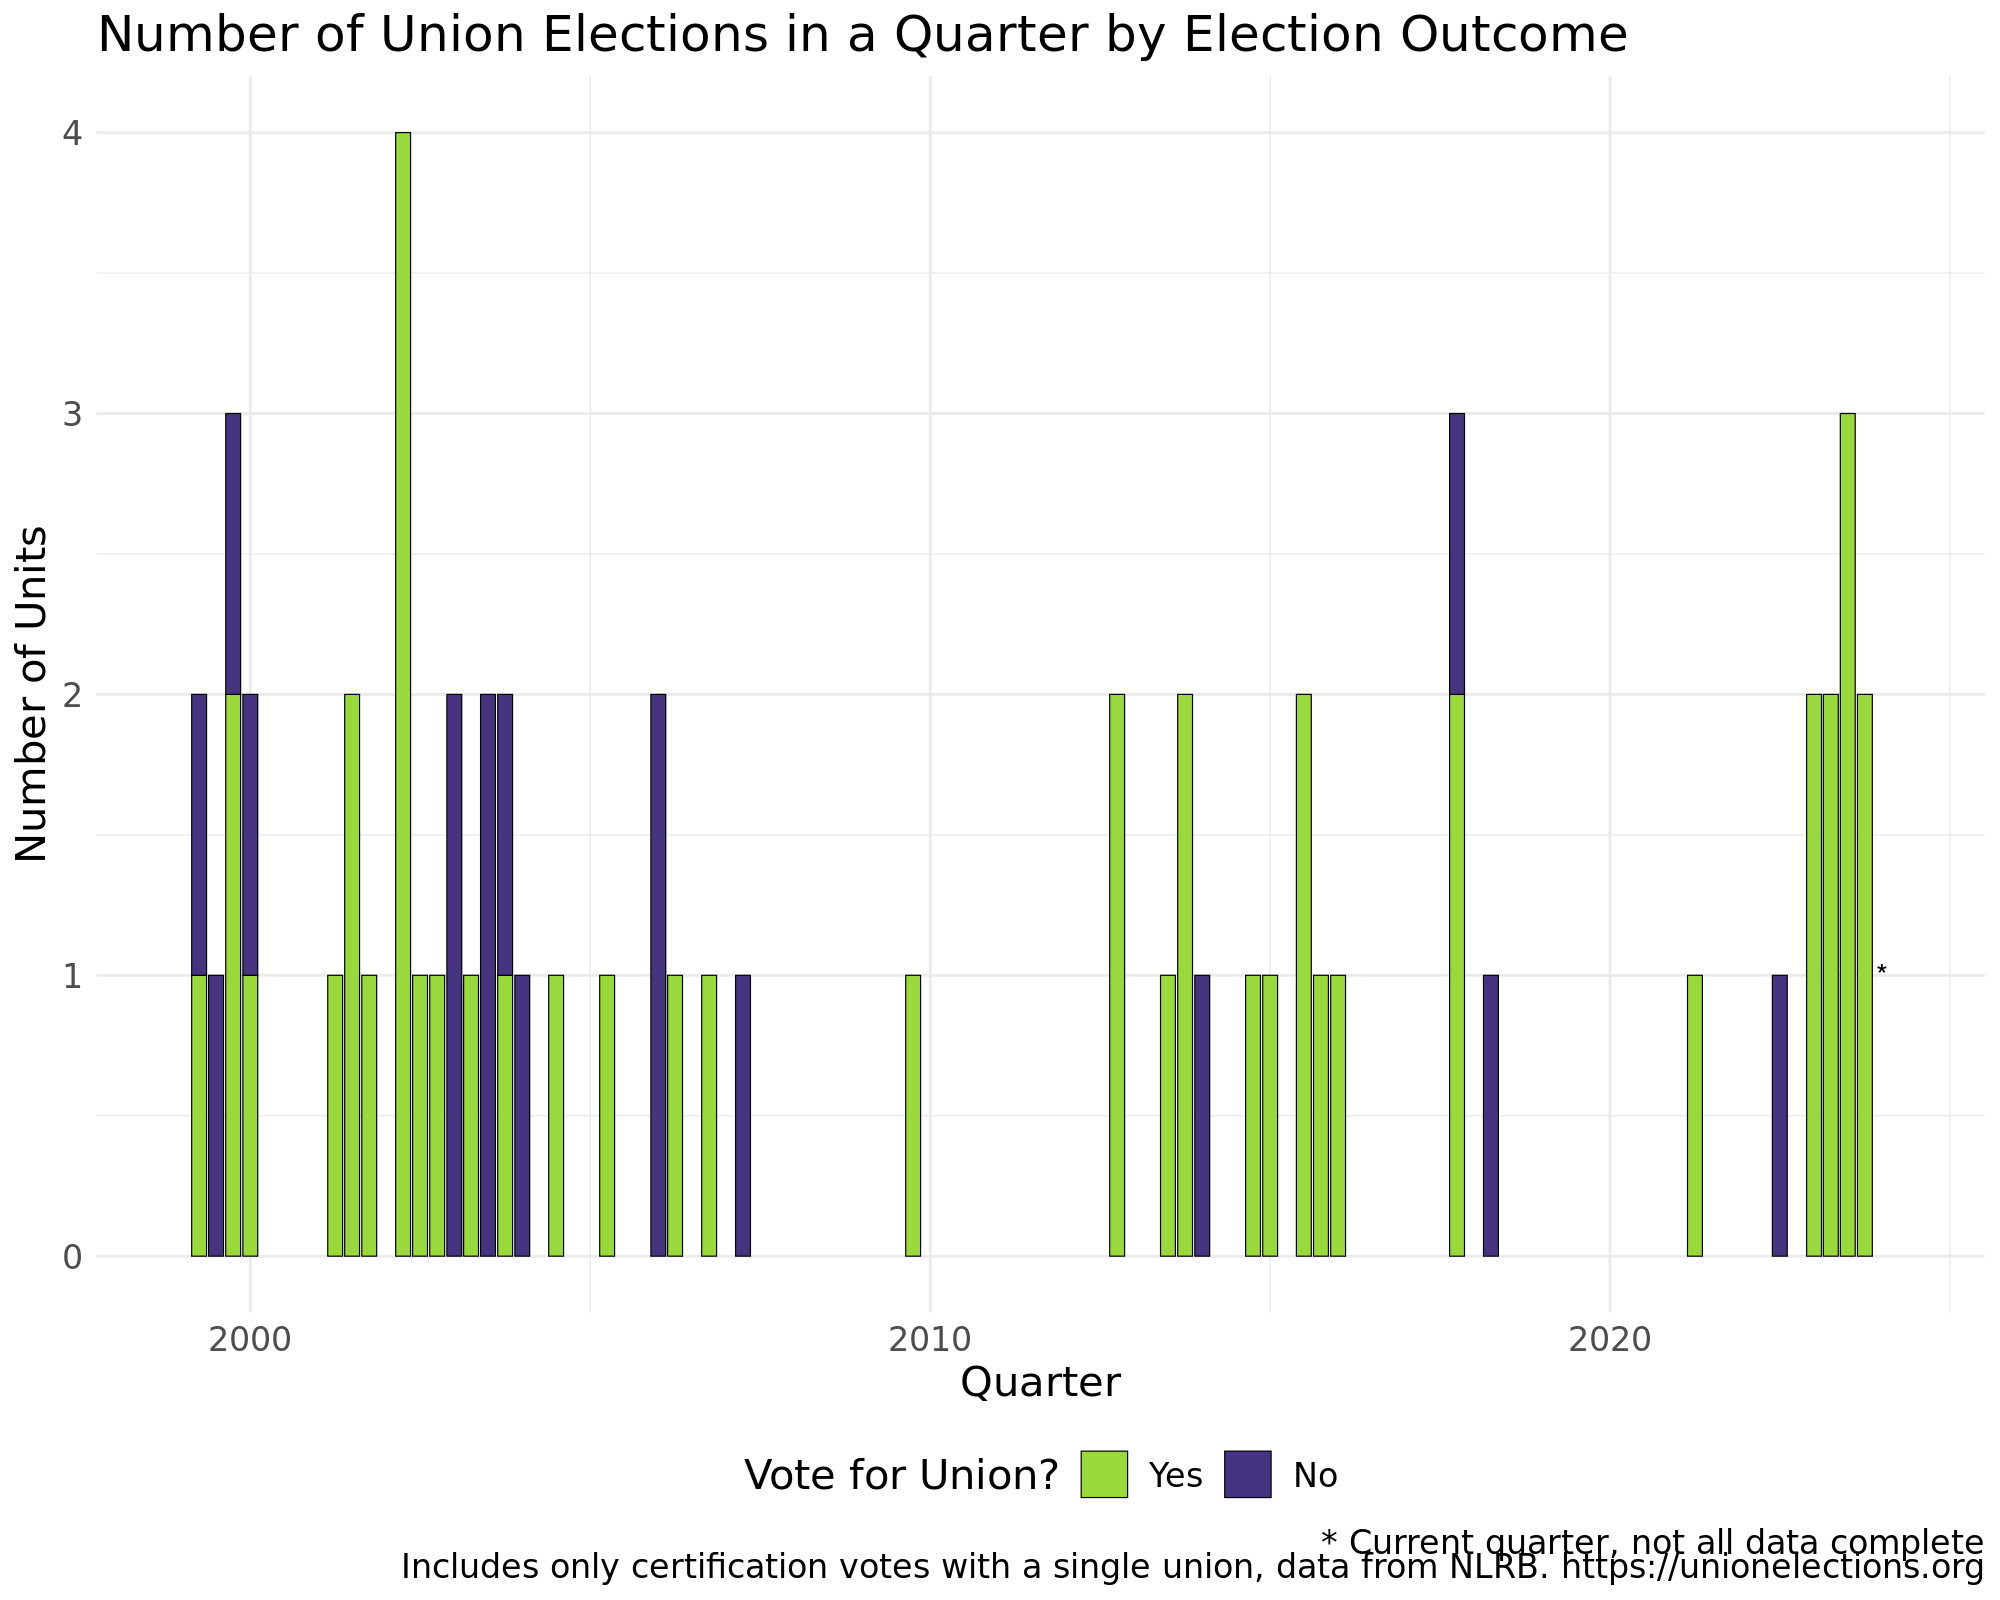 Number of Union Elections in a Quarter by Election Outcome
4
3
2
1
0
Number of Units
*
2000 2010 2020
Quarter
Vote for Union? Yes No
* Current quarter, not all data complete
Includes only certification votes with a single union, data from NLRB. https://unionelections.org